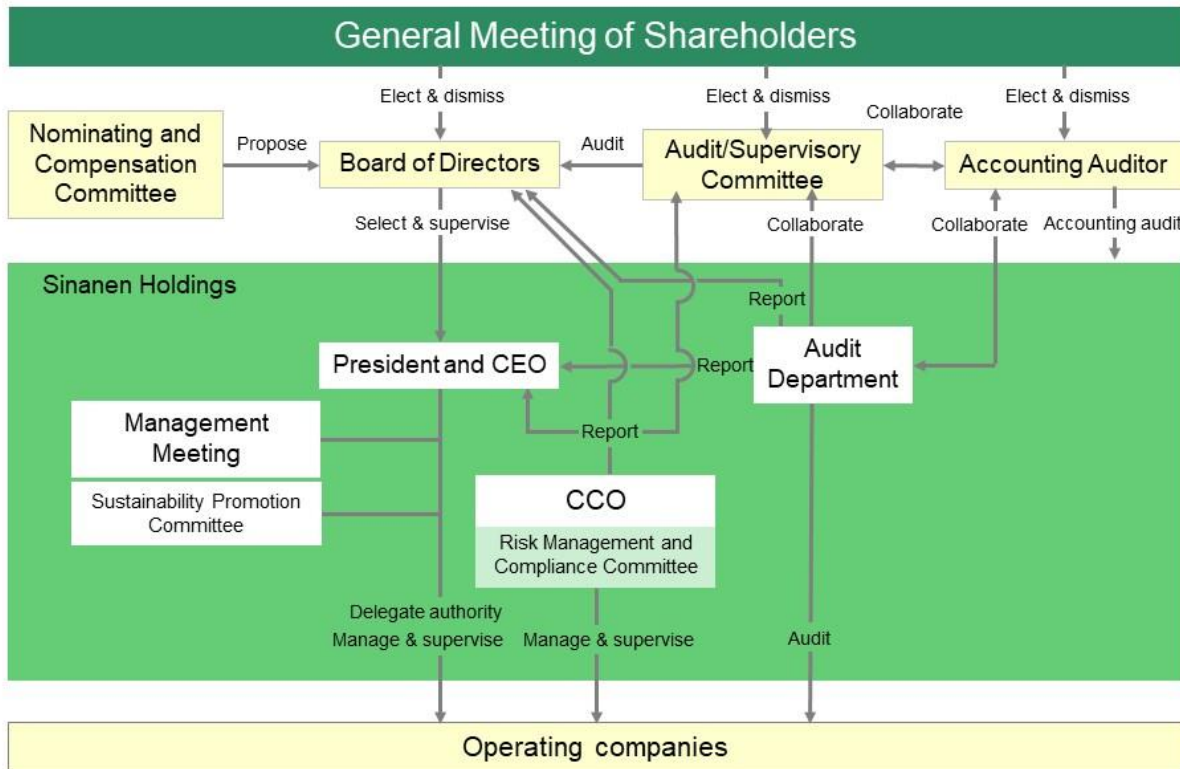 General Meeting of Shareholders
Elect & dismiss
Elect & dismiss
Elect & dismiss
Collaborate
Nominating and
Compensation
Committee
Propose
Board of Directors
Audit
Audit/Supervisory
Committee
Accounting Auditor
Select & supervise
Collaborate
Collaborate
Accounting audit
Sinanen Holdings
Report
President and CEO
Report
Audit
Department
Management
Meeting
Report
Sustainability Promotion
Committee
CCO
Risk Management and
Compliance Committee
Delegate authority
Manage & supervise
Manage & supervise
Audit
Operating companies